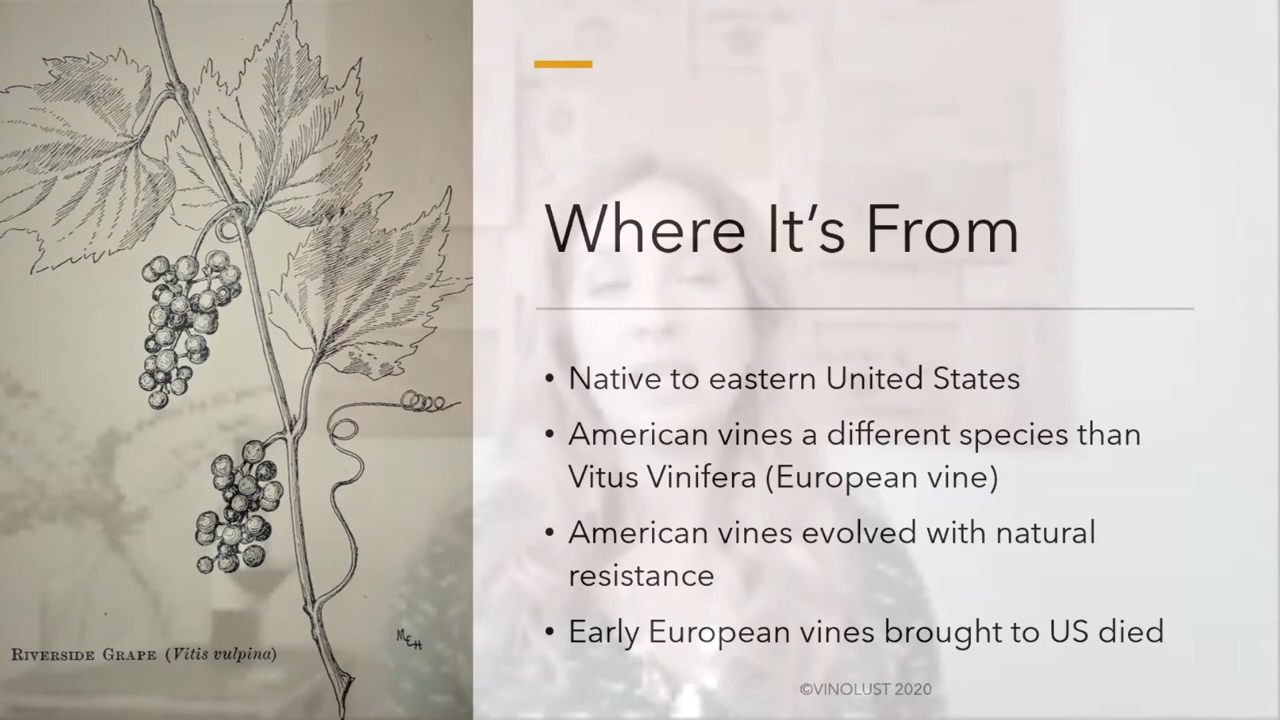 Where It's From
• Native to eastern United States
• American vines a different species than
Vitus Vinifera (European vine)
• American vines evolved with natural
resistance
• Early European vines brought to US died
MEH
RIVERSIDE GRAPE (Vitis vulpina)
©VINOLUST 2020